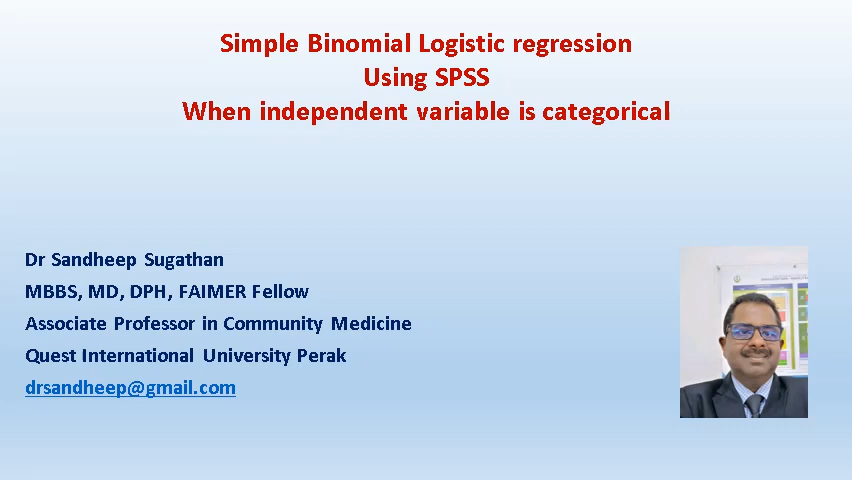 Simple Binomial Logistic regression
Using SPSS
When independent variable is categorical
Dr Sandheep Sugathan
MBBS, MD, DPH, FAIMER Fellow
Associate Professor in Community Medicine
Quest International University Perak
drsandheep@gmail.com